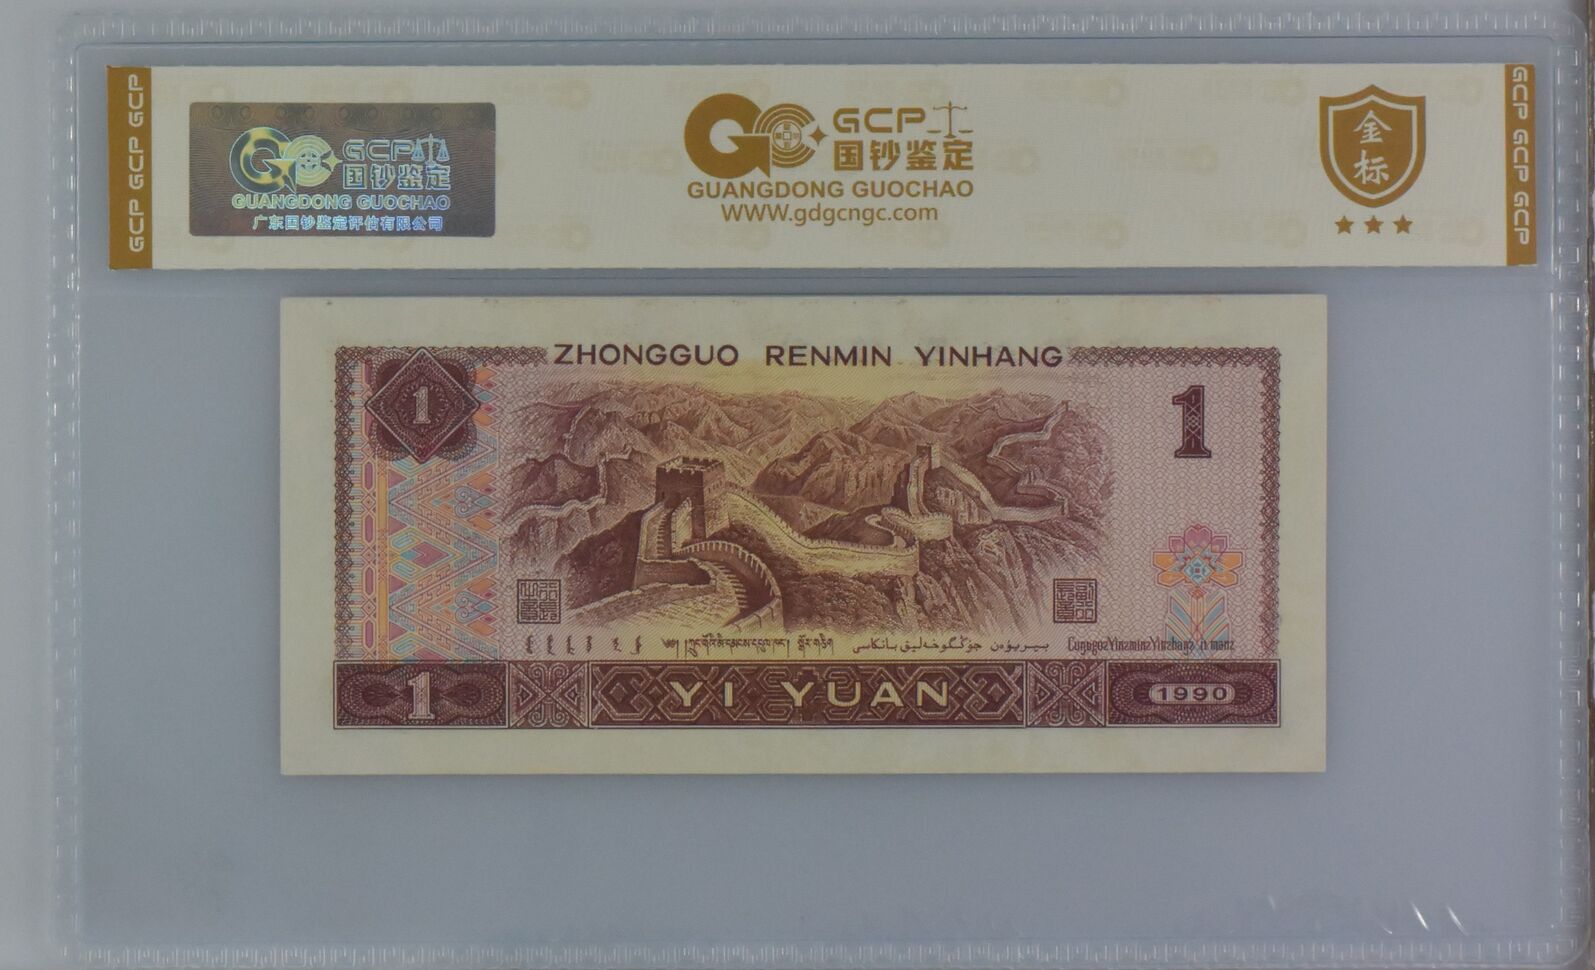 GCP GCP GCP
GCP
国钞鉴定
GUANGDONG GUOCHAO
广东国钞鉴定评估有限公司
GCP
国钞鉴定
GUANGDONG GUOCHAO
WWW.gdgcngc.com
金
标
GCP GCP GCP
ZHONGGUO RENMIN YINHANG
1
1
1
YI YUAN
1990